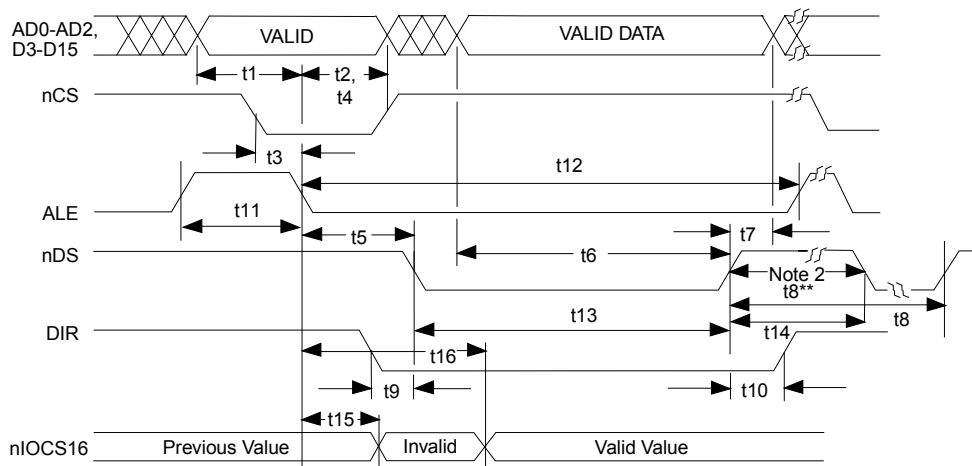 AD0-AD2,
D3-D15
VALID
VALID DATA
t1
t2,
t4
nCS
t3
t12
ALE
t11
t5
t7
nDS
t6
Note 2
t8**
t13
t8
t14
DIR
t16
t9
t10
t15
nIOCS16
Previous Value
Invalid
Valid Value